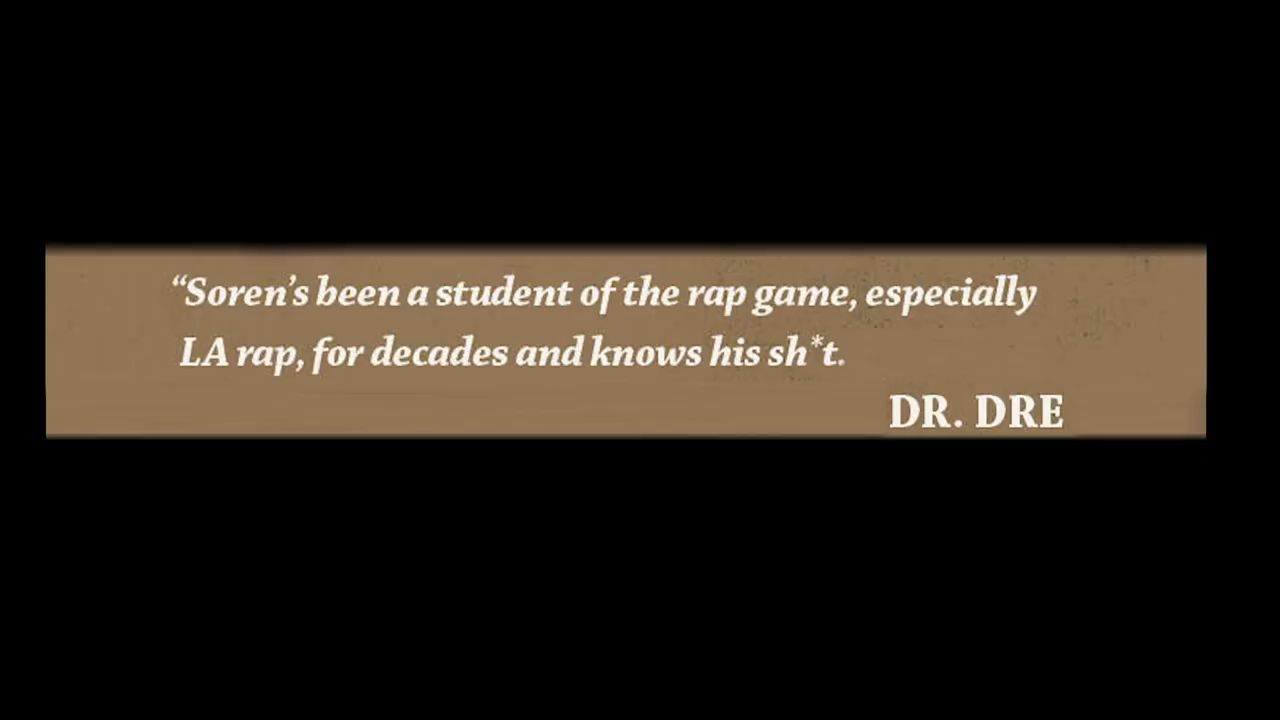 “Soren’s been a student of the rap game, especially
LA rap, for decades and knows his sh*t.
DR. DRE